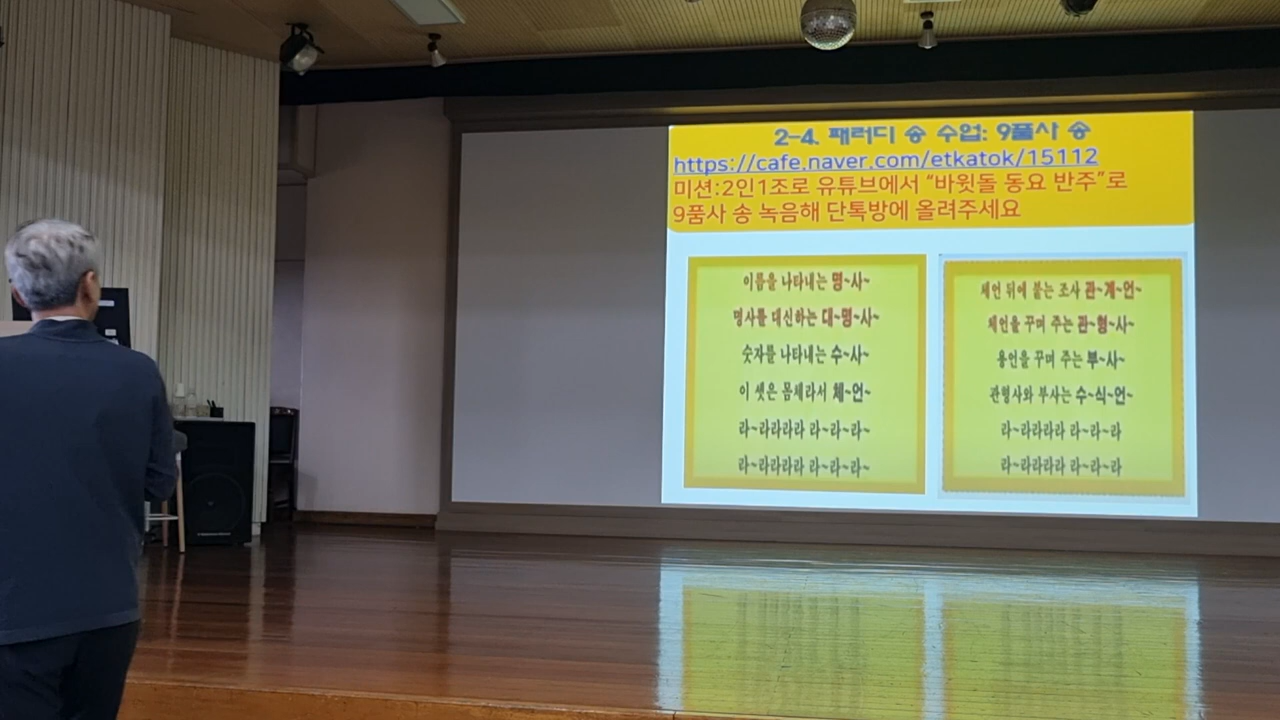 2-4. 패러디 송 수업: 9품사 송
https://cafe.naver.com/etkatok/15112
미션:2인1조로 유튜브에서 "바윗돌 동요 반주"로
9품사 송 녹음해 단톡방에 올려주세요
이름을 나타내는 명~사~
명사를 대신하는 대~명~사~
숫자를 나타내는 수~사~
이 셋은 몸체라서 체~언~
라~라라라라 라~라~라~
라~라라라라 라~라~라~
체언 뒤에 붙는 조사 관~계~언~
체언을 꾸며 주는 관~형~사~
용언을 꾸며 주는 부~사~
관형사와 부사는 수~식~언~
라~라라라라 라~라~라
라~라라라라 라~라~라